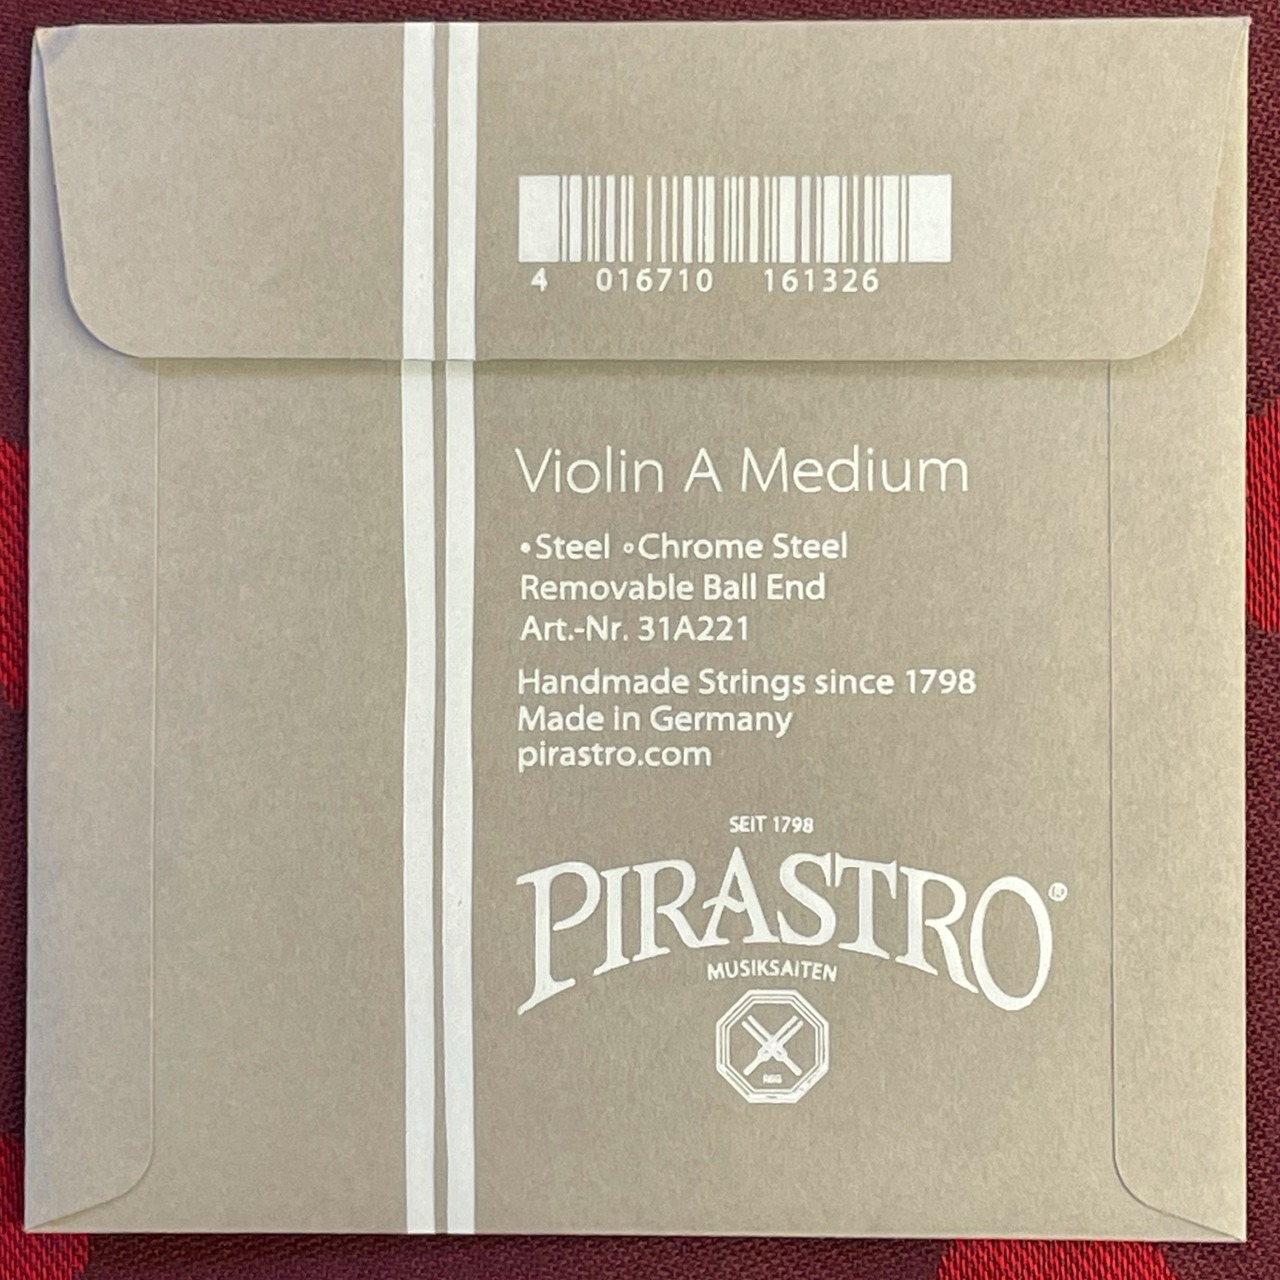 4 016710 161326
Violin A Medium
•Steel ◦Chrome Steel
Removable Ball End
Art.-Nr. 31A221
Handmade Strings since 1798
Made in Germany
pirastro.com
SEIT 1798
PIRASTRO®
MUSIKSAITEN